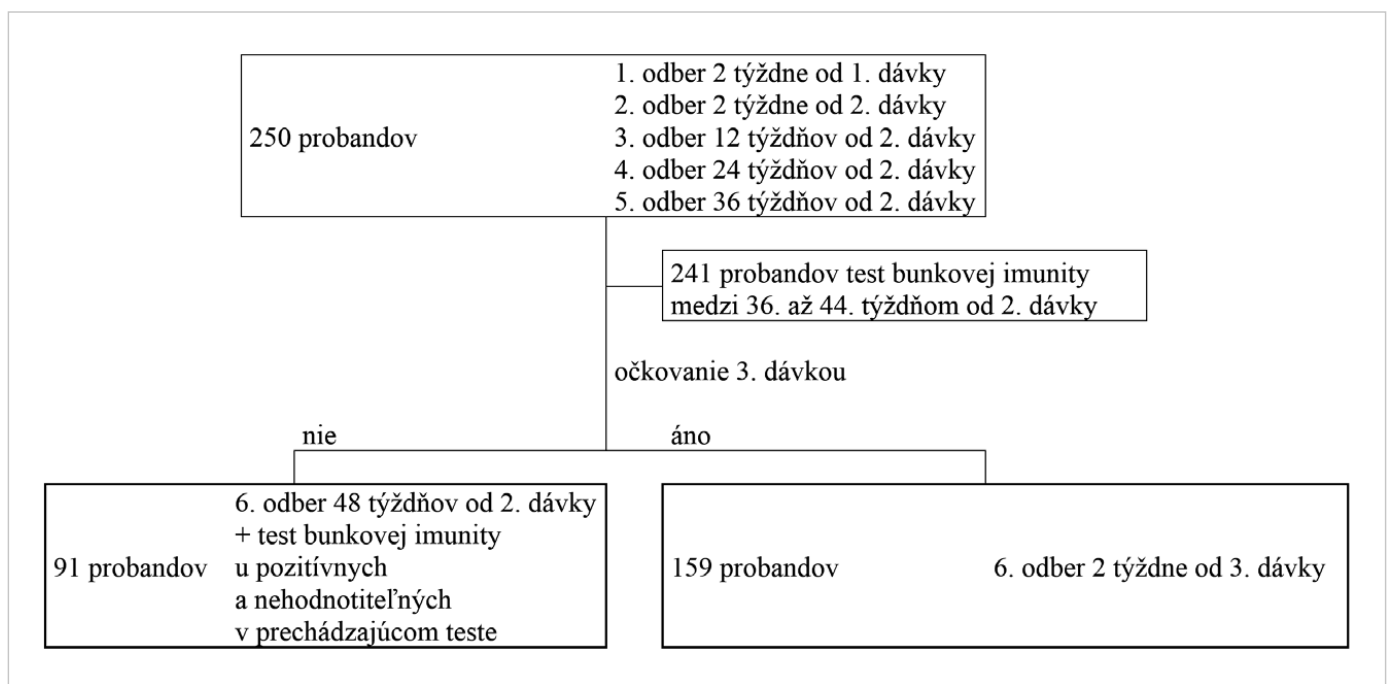 250 probandov
1. odber 2 týždne od 1. dávky
2. odber 2 týždne od 2. dávky
3. odber 12 týždňov od 2. dávky
4. odber 24 týždňov od 2. dávky
5. odber 36 týždňov od 2. dávky
241 probandov test bunkovej imunity
medzi 36. až 44. týždňom od 2. dávky
očkovanie 3. dávkou
nie
áno
91 probandov
6. odber 48 týždňov od 2. dávky
+ test bunkovej imunity
u pozitívnych
a nehodnotiteľných
v prechádzajúcom teste
159 probandov
6. odber 2 týždne od 3. dávky